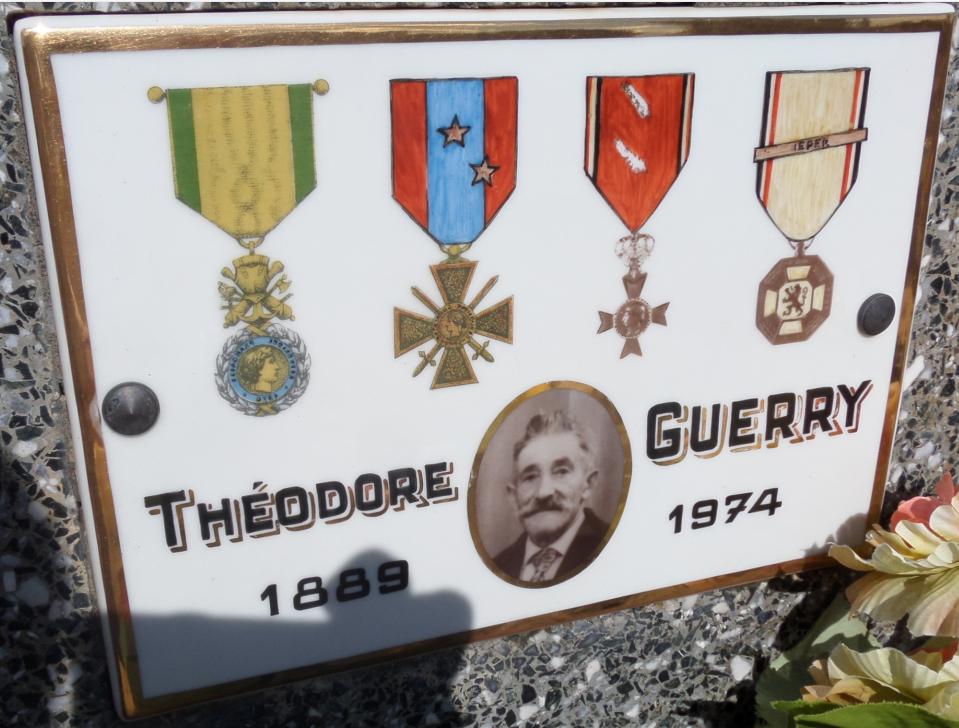 IEPER
THÉODORE GUERRY
1889 1974